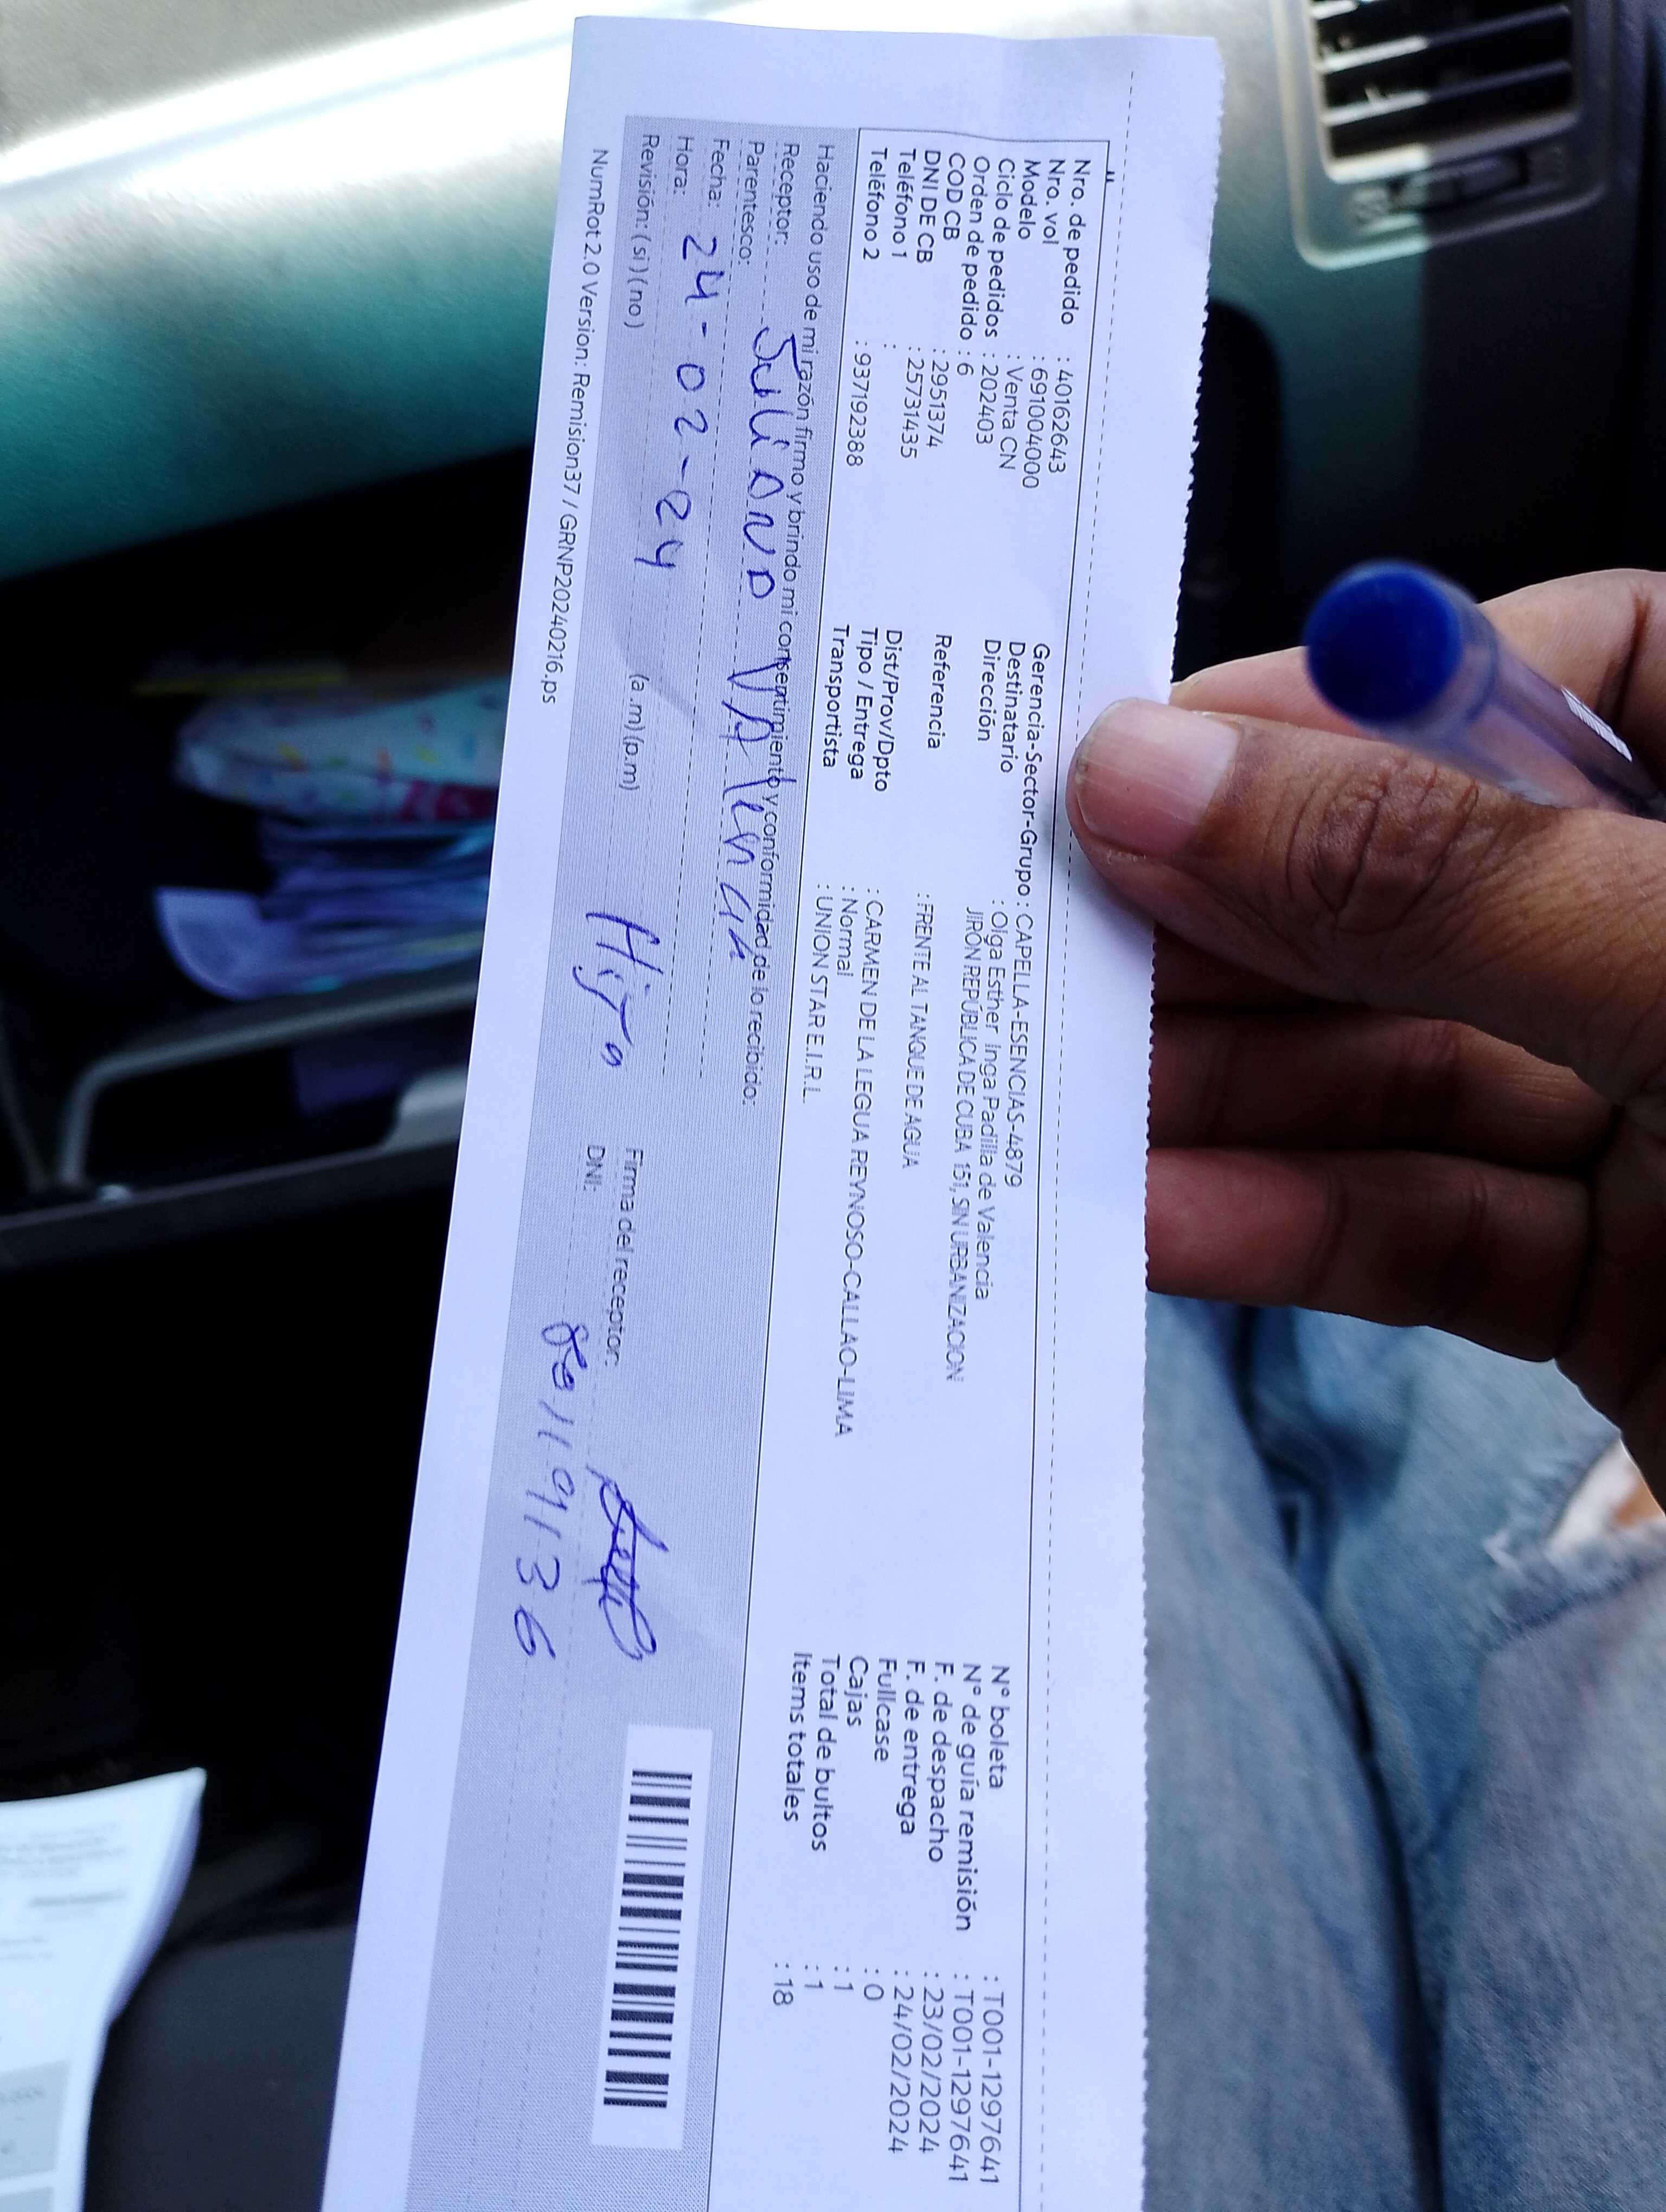 Nro. de pedido : 40162643
Nro. vol : 691004000
Modelo : Venta CN
Ciclo de pedidos : 202403
Orden de pedido : 6
COD CB : 2951374
DNI DE CB : 25731435
Teléfono 1 :
Teléfono 2 : 937192388
Gerencia-Sector-Grupo : CAPELLA-ESENCIAS-4879
Destinatario : Olga Esther Inga Padilla de Valencia
Dirección JIRÓN REPÚBLICA DE CUBA 151, SIN URBANIZACION
Referencia : FRENTE AL TANQUE DE AGUA
Dist/Prov/Dpto : CARMEN DE LA LEGUA REYNOSO-CALLAO-LIMA
Tipo / Entrega : Normal
Transportista : UNION STAR E.I.R.L.
N° boleta : T001-1297641
N° de guía remisión : T001-1297641
F. de despacho : 23/02/2024
F. de entrega : 24/02/2024
Fullcase : 0
Cajas : 1
Total de bultos : 1
Items totales : 18
Haciendo uso de mi razón firmo y brindo mi consentimiento y conformidad de lo recibido:
Receptor: Juliano Valencia
Parentesco: Hijo
Fecha: 24-02-24
Hora: (a.m) (p.m)
Revisión: (si) (no)
Firma del receptor:
DNI: 80119136
NumRot 2.0 Version: Remision37 / GRNP20240216.ps